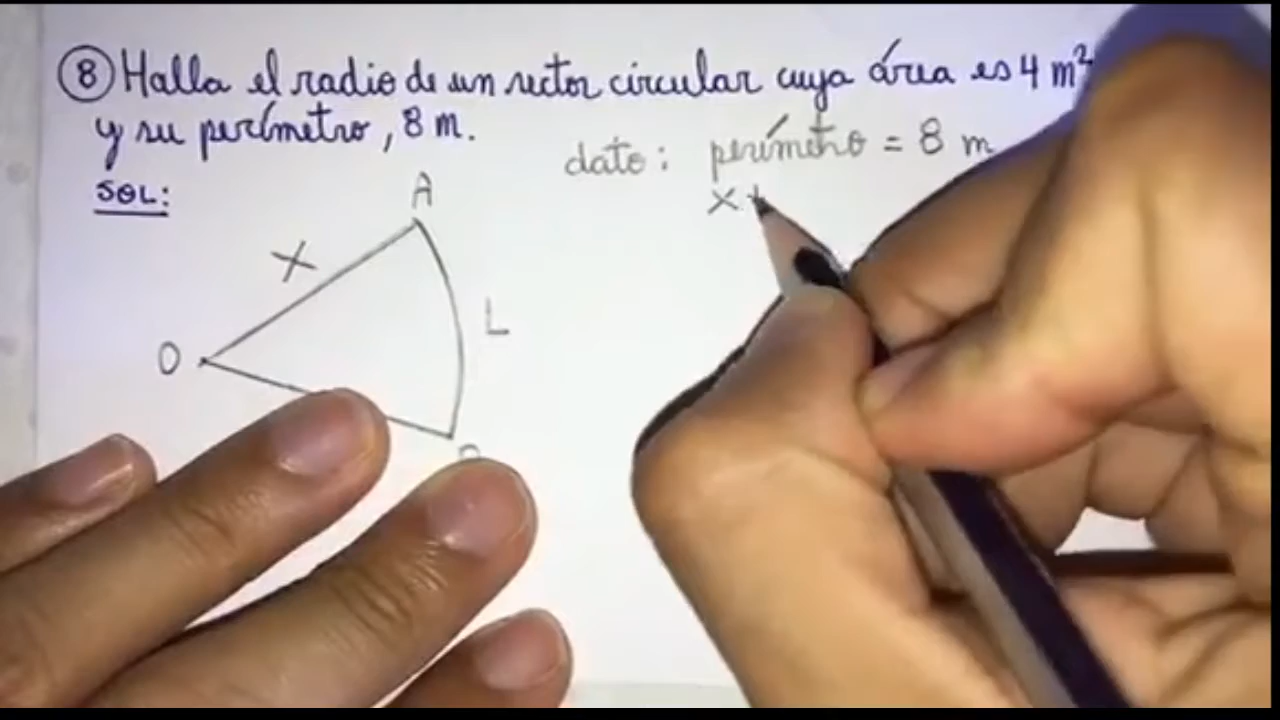 8 Halla el radio de un sector circular cuya área es 4 m²
y su perímetro, 8 m.
dato: perímetro = 8 m
SOL:
x +
A
X
L
O